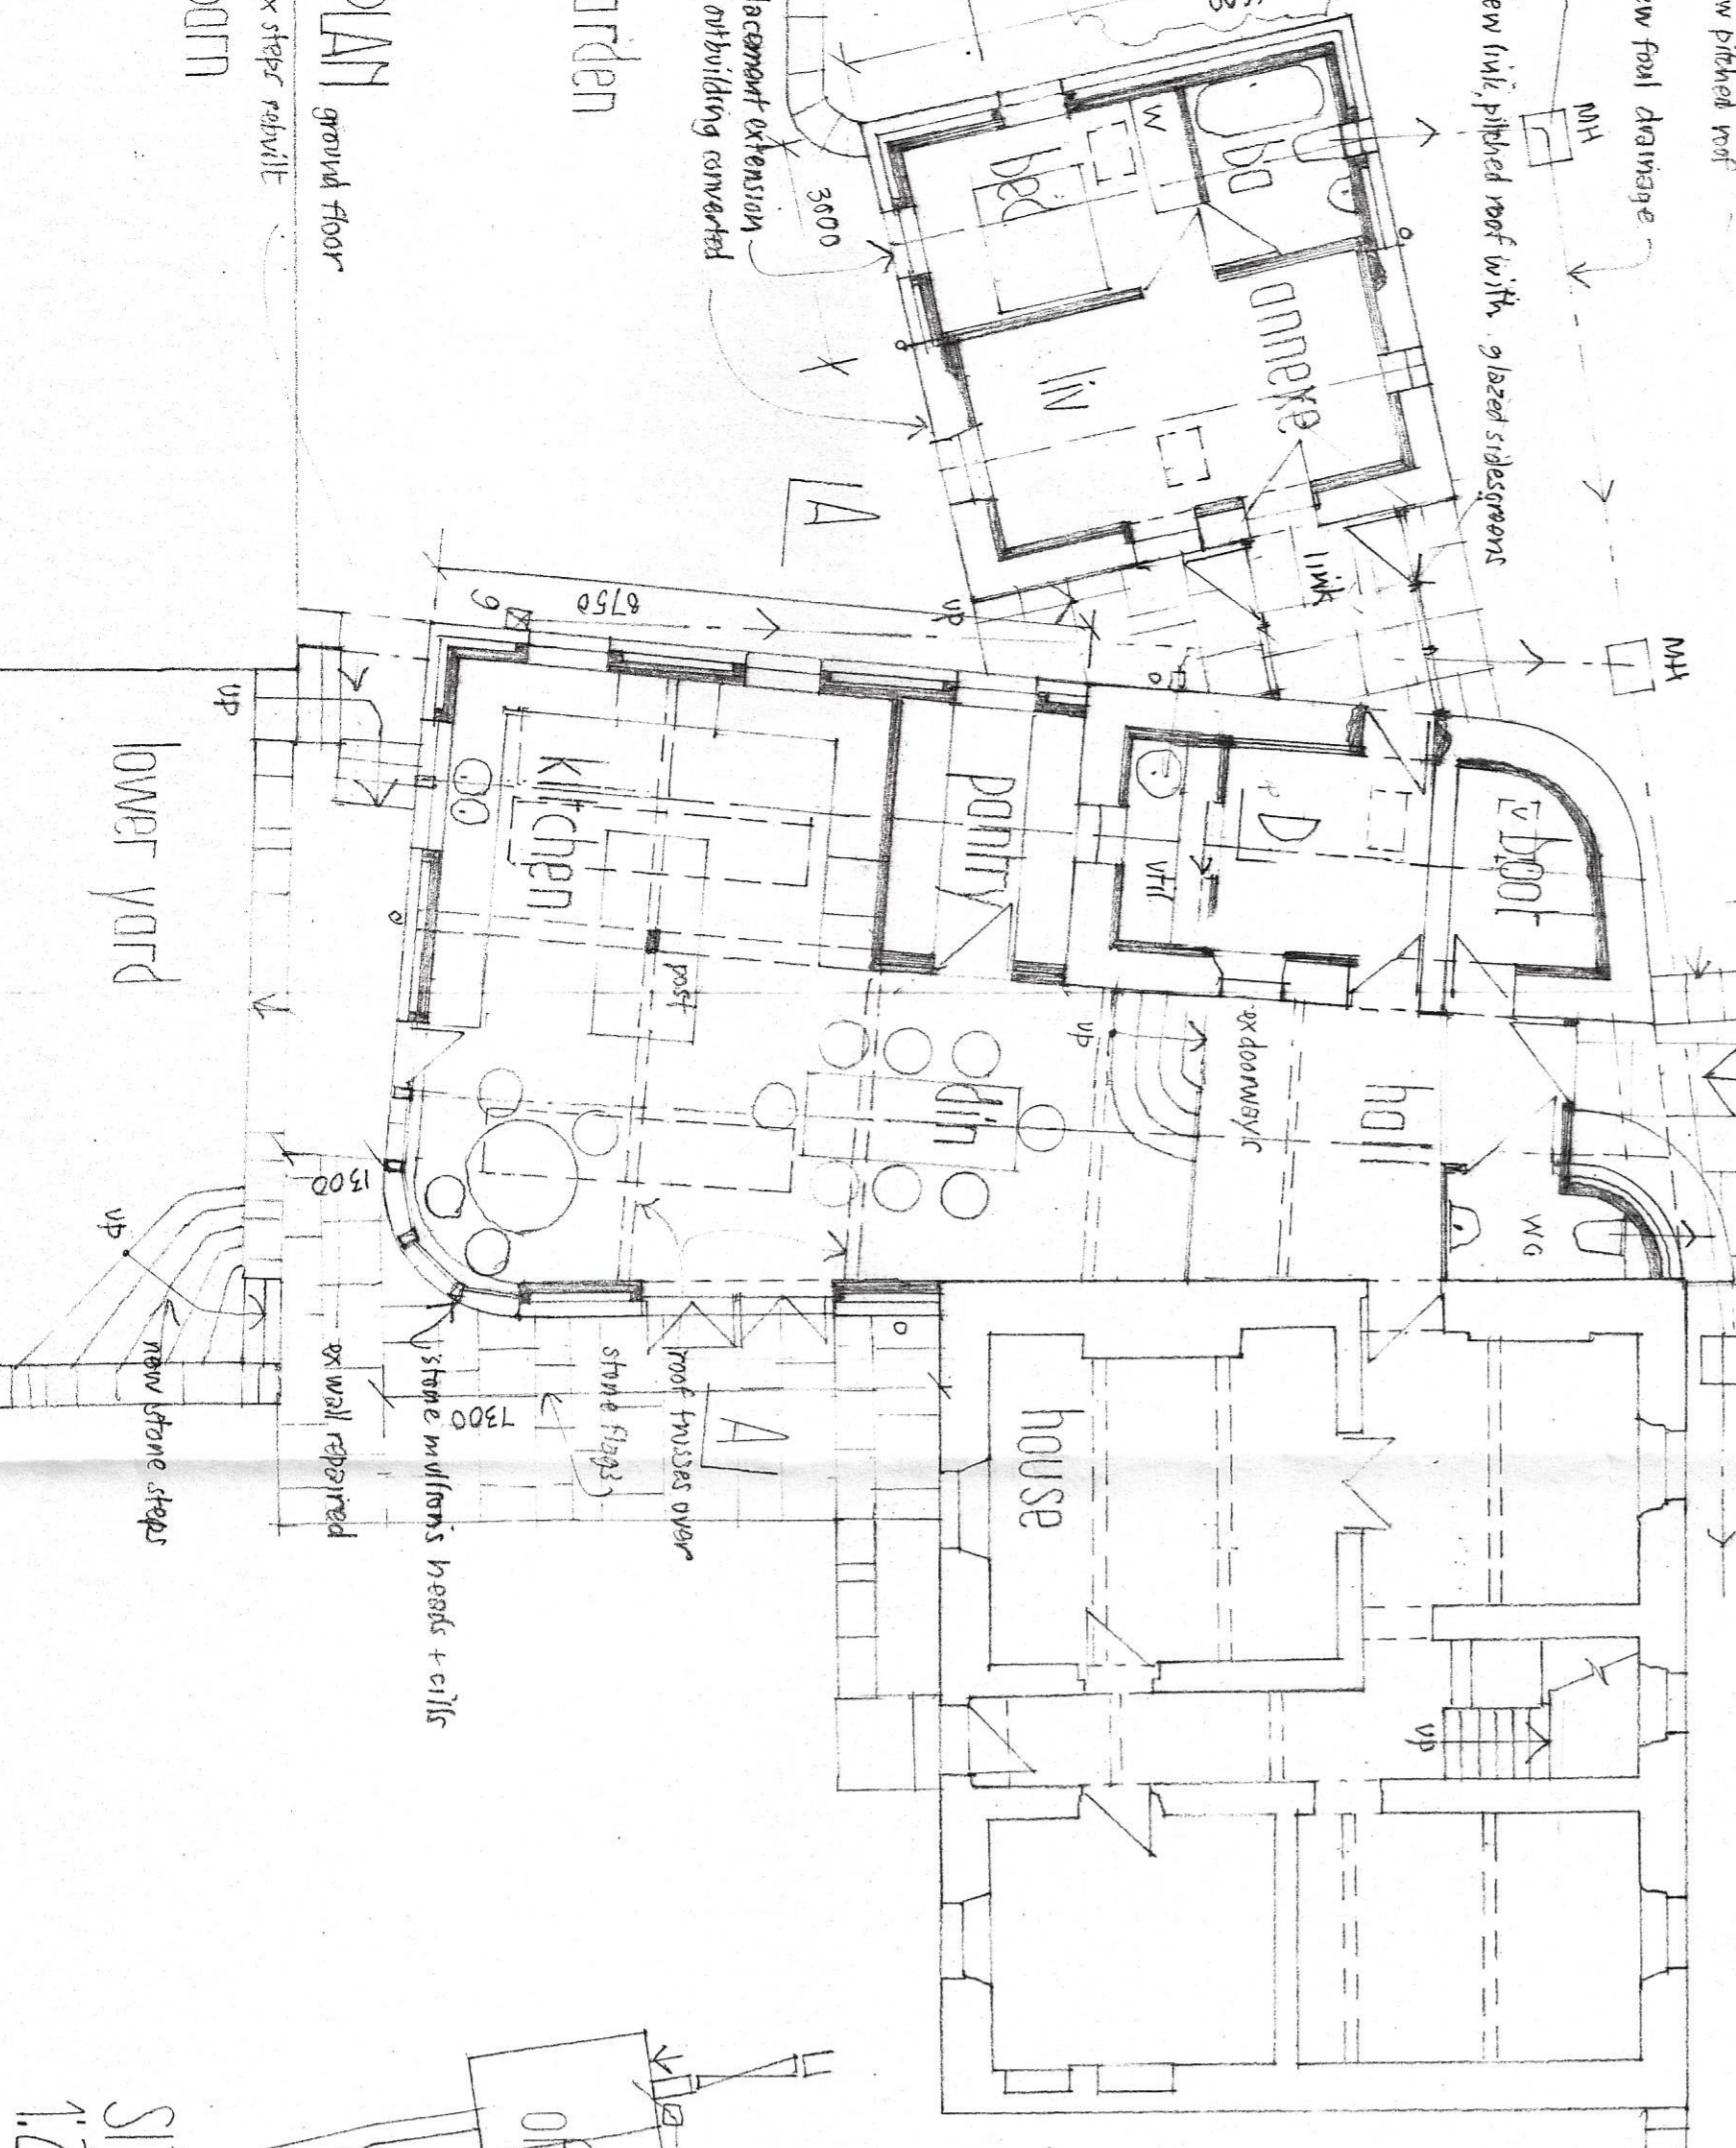 new pitched roof
new foul drainage
new link, pitched roof with glazed sidescreens
MH
MH
ba
W
bed
annexe
liv
link
3000
replacement extension
outbuilding converted
garden
PLAN ground floor
ex steps rebuilt
A
up
8750
g
boot
D
util
pantry
kitchen
post
din
up
ex doorways
hall
WC
up
lower yard
1300
up
new stone steps
ex wall repaired
stone mullions heads + cills
7300
stone flags
roof trusses over
A
house
up